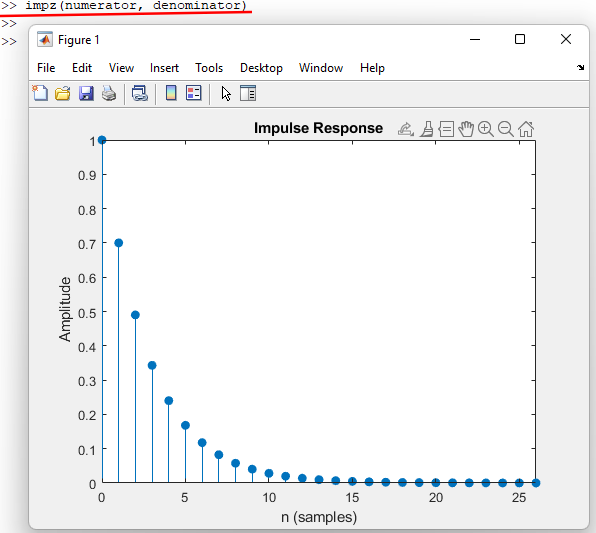 >> impz(numerator, denominator)
>>
>>
Figure 1
File Edit View Insert Tools Desktop Window Help
Impulse Response
1
0.9
0.8
0.7
0.6
0.5
0.4
0.3
0.2
0.1
0
Amplitude
0 5 10 15 20 25
n (samples)